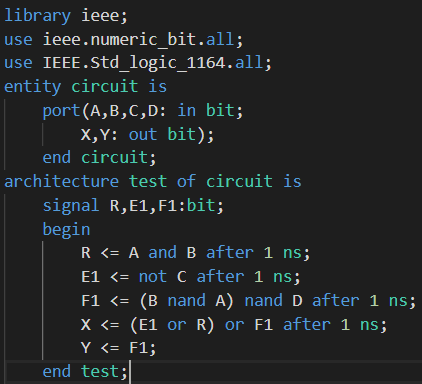 library ieee;
use ieee.numeric_bit.all;
use IEEE.Std_logic_1164.all;
entity circuit is
    port(A,B,C,D: in bit;
        X,Y: out bit);
    end circuit;
architecture test of circuit is
    signal R,E1,F1:bit;
    begin
        R <= A and B after 1 ns;
        E1 <= not C after 1 ns;
        F1 <= (B nand A) nand D after 1 ns;
        X <= (E1 or R) or F1 after 1 ns;
        Y <= F1;
    end test;